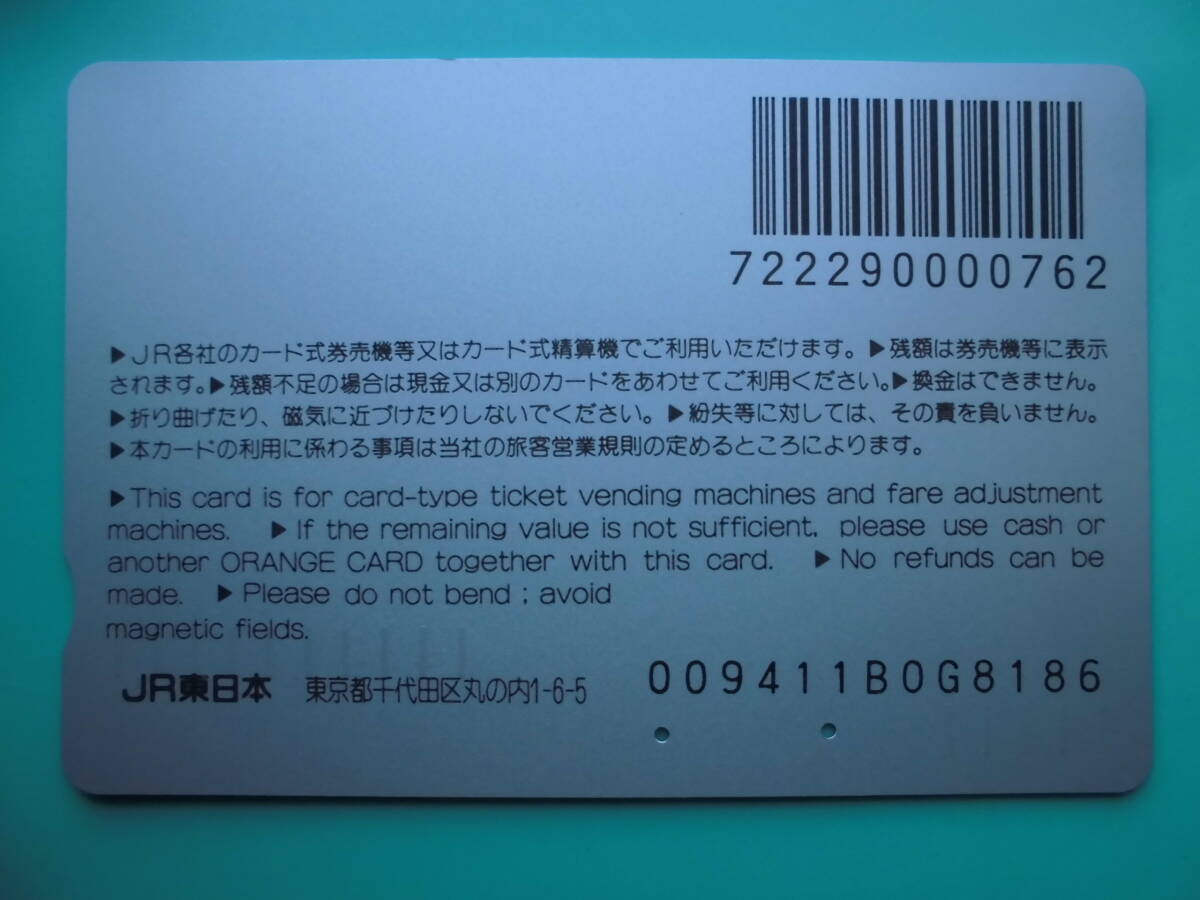 722290000762
▶JR各社のカード式券売機等又はカード式精算機でご利用いただけます。▶残額は券売機等に表示
されます。▶残額不足の場合は現金又は別のカードをあわせてご利用ください。▶換金はできません。
▶折り曲げたり、磁気に近づけたりしないでください。▶紛失等に対しては、その責を負いません。
▶本カードの利用に係わる事項は当社の旅客営業規則の定めるところによります。
▶This card is for card-type ticket vending machines and fare adjustment
machines. ▶If the remaining value is not sufficient, please use cash or
another ORANGE CARD together with this card. ▶No refunds can be
made. ▶Please do not bend ; avoid
magnetic fields.
JR東日本 東京都千代田区丸の内1-6-5 009411B0G8186